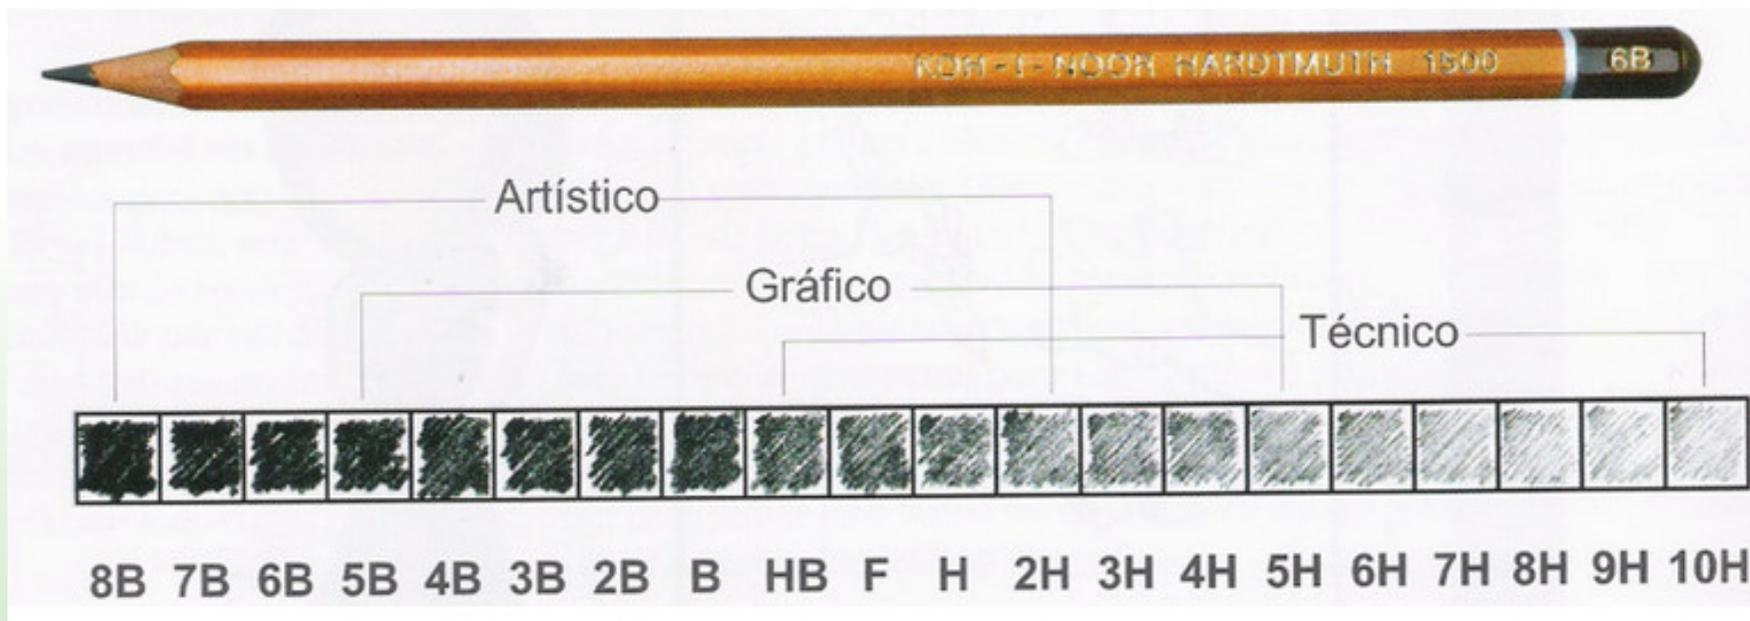 KOH-I-NOOR HARDTMUTH 1500 6B
Artístico
Gráfico
Técnico
8B 7B 6B 5B 4B 3B 2B B HB F H 2H 3H 4H 5H 6H 7H 8H 9H 10H